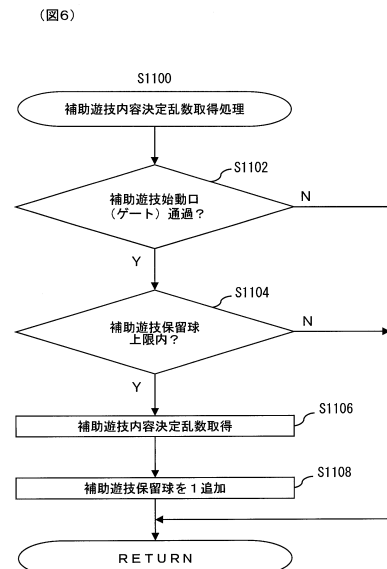 (図6)
S1100
補助遊技内容決定乱数取得処理
S1102
補助遊技始動口
(ゲート)通過?
N
Y
S1104
補助遊技保留球
上限内?
N
Y
S1106
補助遊技内容決定乱数取得
S1108
補助遊技保留球を1追加
RETURN